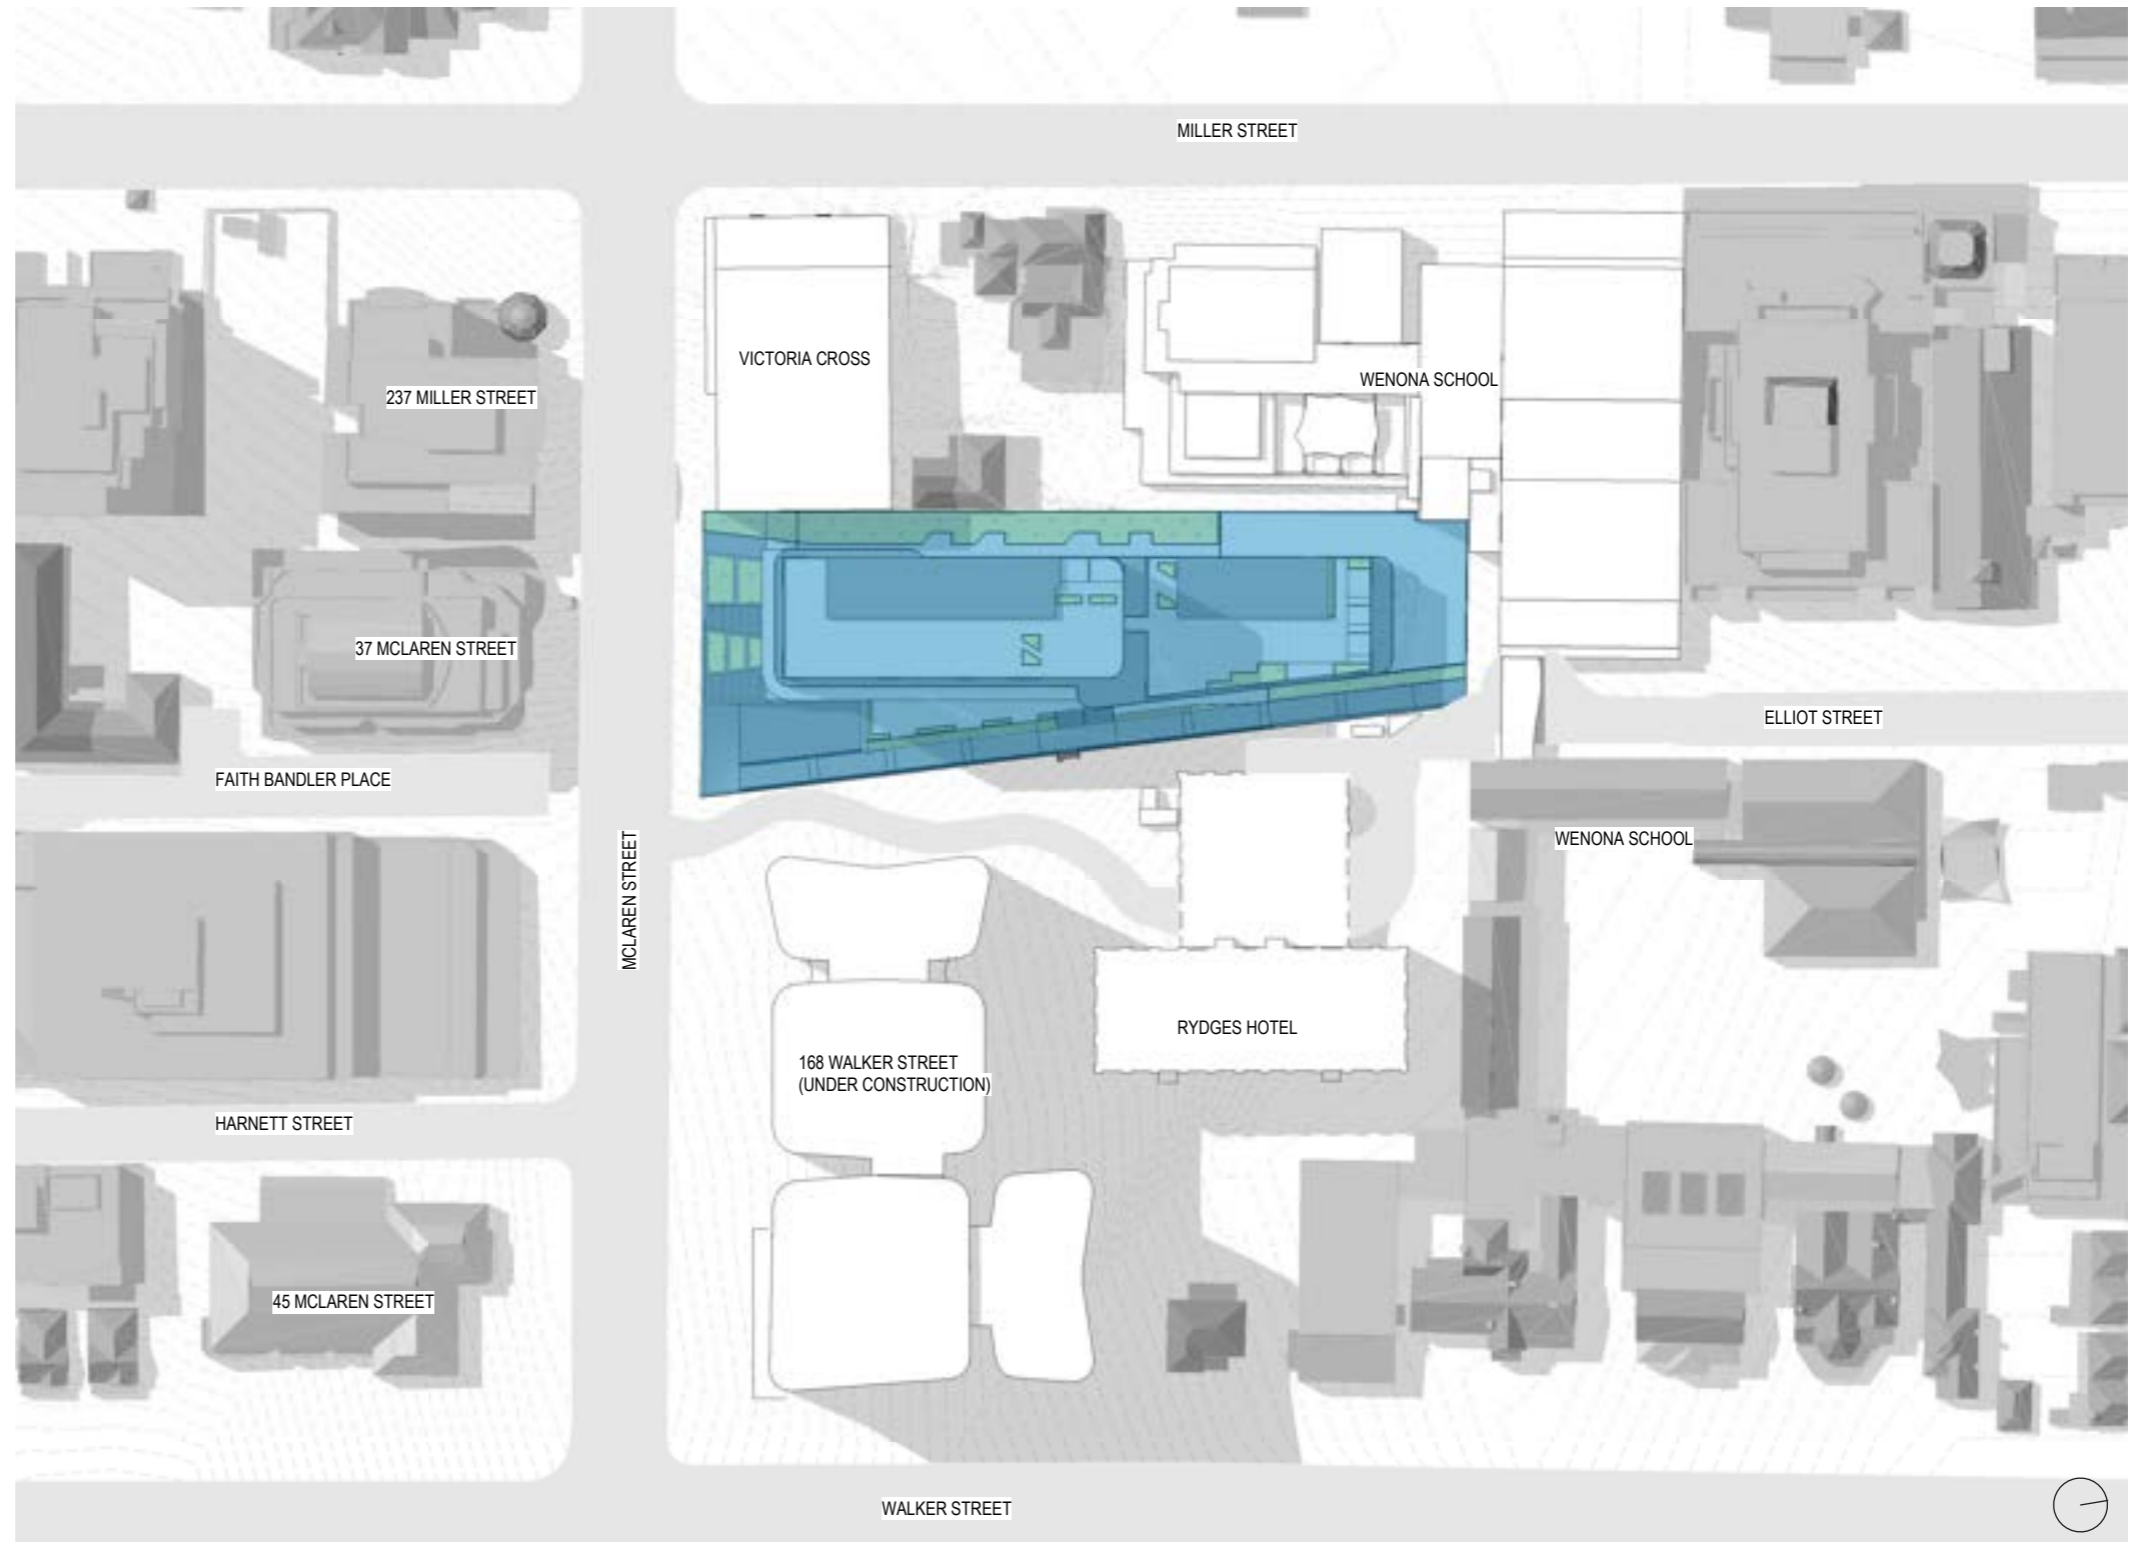 MILLER STREET
VICTORIA CROSS
WENONA SCHOOL
237 MILLER STREET
37 MCLAREN STREET
ELLIOT STREET
FAITH BANDLER PLACE
WENONA SCHOOL
MCLAREN STREET
RYDGES HOTEL
168 WALKER STREET
(UNDER CONSTRUCTION)
HARNETT STREET
45 MCLAREN STREET
WALKER STREET